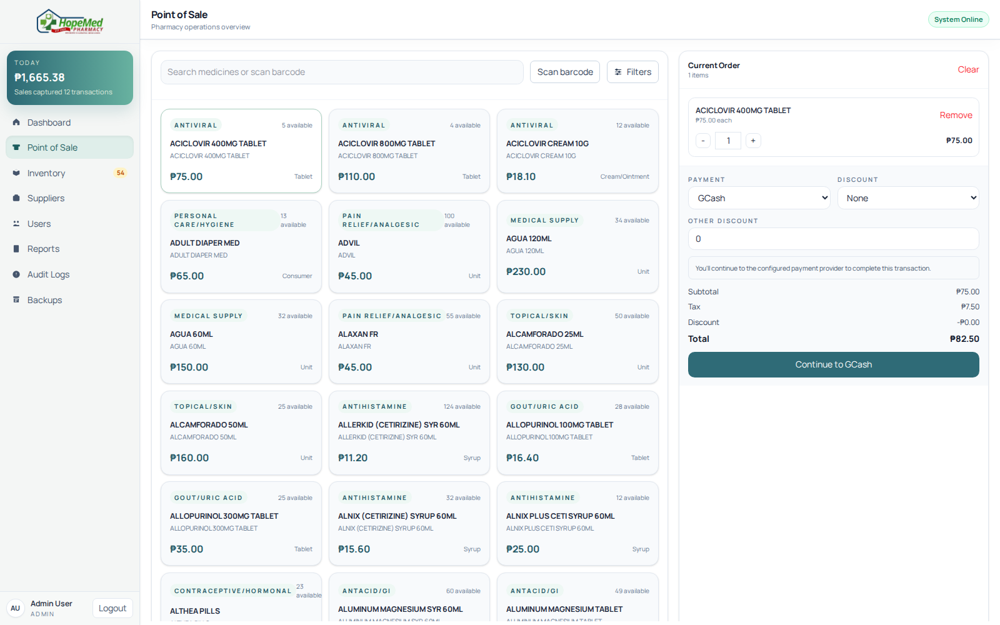 HopeMed
PHARMACY
TODAY
₱1,665.38
Sales captured 12 transactions
Dashboard
Point of Sale
Inventory 54
Suppliers
Users
Reports
Audit Logs
Backups
AU Admin User
ADMIN
Logout
Point of Sale
Pharmacy operations overview
System Online
Search medicines or scan barcode Scan barcode Filters
ANTIVIRAL 5 available
ACICLOVIR 400MG TABLET
ACICLOVIR 400MG TABLET
₱75.00 Tablet
ANTIVIRAL 4 available
ACICLOVIR 800MG TABLET
ACICLOVIR 800MG TABLET
₱110.00 Tablet
ANTIVIRAL 12 available
ACICLOVIR CREAM 10G
ACICLOVIR CREAM 10G
₱18.10 Cream/Ointment
PERSONAL 13
CARE/HYGIENE available
ADULT DIAPER MED
ADULT DIAPER MED
₱65.00 Consumer
PAIN 100
RELIEF/ANALGESIC available
ADVIL
ADVIL
₱45.00 Unit
MEDICAL SUPPLY 34 available
AGUA 120ML
AGUA 120ML
₱230.00 Unit
MEDICAL SUPPLY 32 available
AGUA 60ML
AGUA 60ML
₱150.00 Unit
PAIN RELIEF/ANALGESIC 55 available
ALAXAN FR
ALAXAN FR
₱45.00 Unit
TOPICAL/SKIN 50 available
ALCAMFORADO 25ML
ALCAMFORADO 25ML
₱130.00 Unit
TOPICAL/SKIN 25 available
ALCAMFORADO 50ML
ALCAMFORADO 50ML
₱160.00 Unit
ANTIHISTAMINE 124 available
ALLERKID (CETIRIZINE) SYR 60ML
ALLERKID (CETIRIZINE) SYR 60ML
₱11.20 Syrup
GOUT/URIC ACID 28 available
ALLOPURINOL 100MG TABLET
ALLOPURINOL 100MG TABLET
₱16.40 Tablet
GOUT/URIC ACID 25 available
ALLOPURINOL 300MG TABLET
ALLOPURINOL 300MG TABLET
₱35.00 Tablet
ANTIHISTAMINE 32 available
ALNIX (CETIRIZINE) SYRUP 60ML
ALNIX (CETIRIZINE) SYRUP 60ML
₱15.60 Syrup
ANTIHISTAMINE 12 available
ALNIX PLUS CETI SYRUP 60ML
ALNIX PLUS CETI SYRUP 60ML
₱25.00 Syrup
CONTRACEPTIVE/HORMONAL 23
available
ALTHEA PILLS
ANTACID/GI 60 available
ALUMINUM MAGNESIUM SYR 60ML
ALUMINUM MAGNESIUM SYR 60ML
ANTACID/GI 49 available
ALUMINUM MAGNESIUM TABLET
ALUMINUM MAGNESIUM TABLET
Current Order
1 items
Clear
ACICLOVIR 400MG TABLET
₱75.00 each
Remove
- 1 + ₱75.00
PAYMENT DISCOUNT
GCash None
OTHER DISCOUNT
0
You'll continue to the configured payment provider to complete this transaction.
Subtotal ₱75.00
Tax ₱7.50
Discount -₱0.00
Total ₱82.50
Continue to GCash